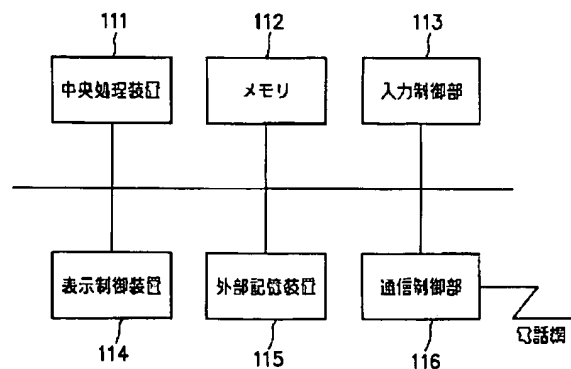 111
112
113
中央処理装置
メモリ
入力制御部
表示制御装置
外部記憶装置
通信制御部
114
115
116
電話網